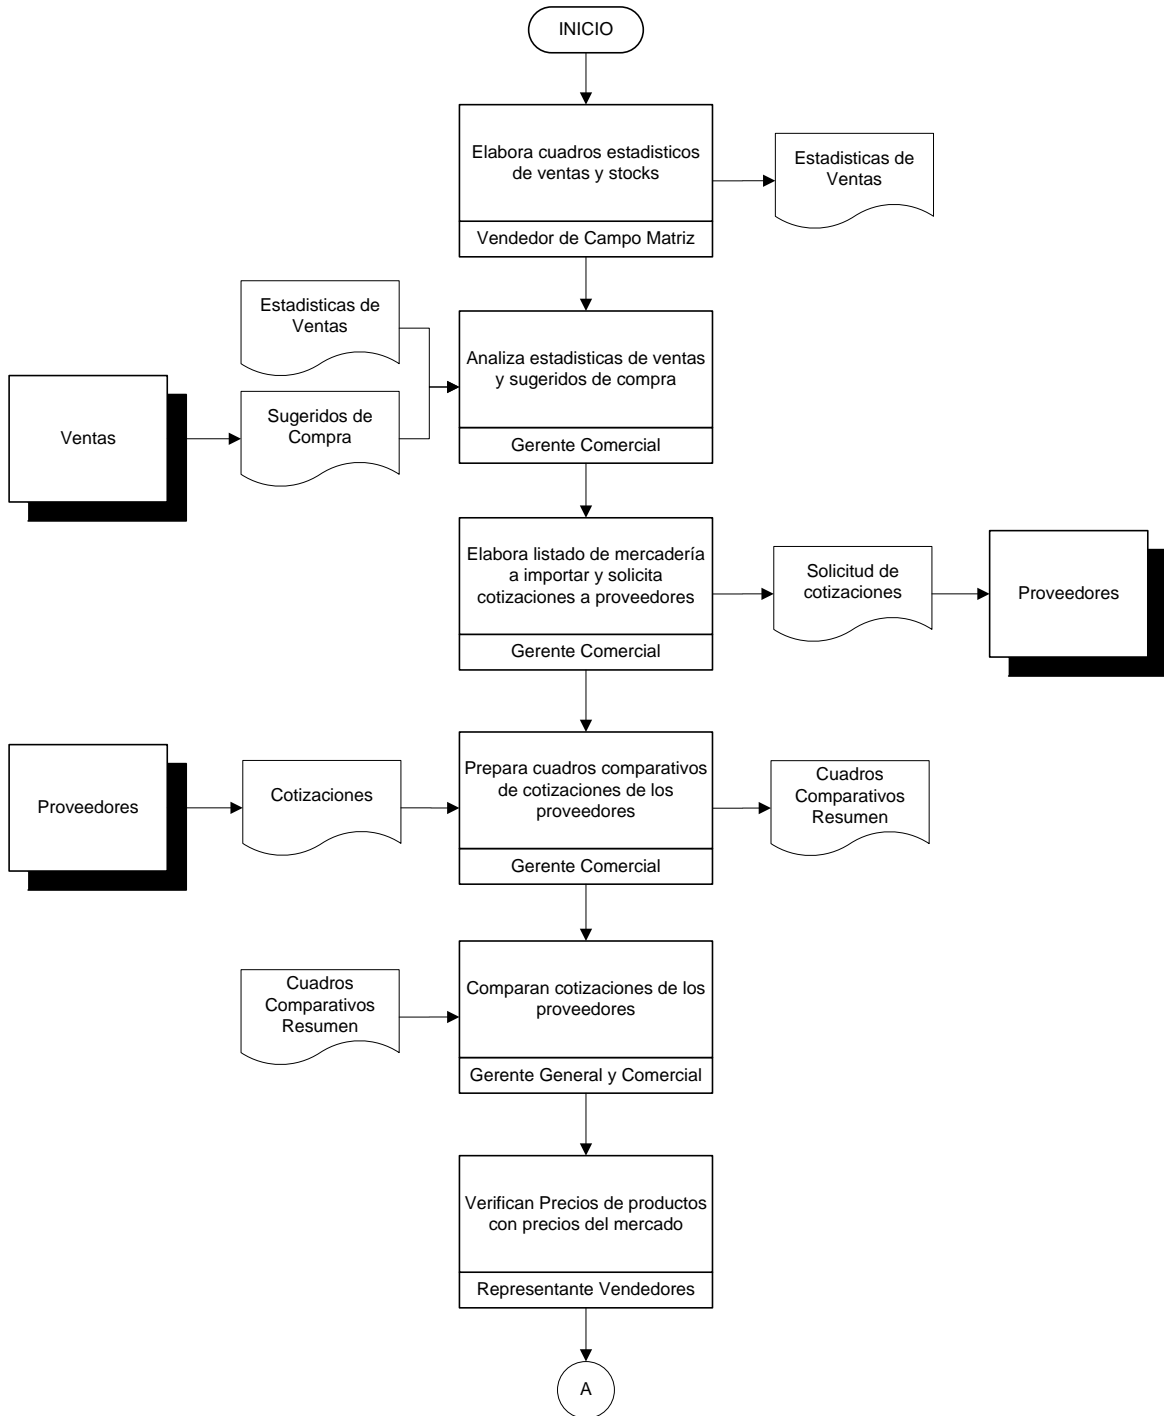 INICIO
Elabora cuadros estadisticos
de ventas y stocks
Vendedor de Campo Matriz
Estadisticas de
Ventas
Estadisticas de
Ventas
Analiza estadisticas de ventas
y sugeridos de compra
Gerente Comercial
Ventas
Sugeridos de
Compra
Elabora listado de mercadería
a importar y solicita
cotizaciones a proveedores
Gerente Comercial
Solicitud de
cotizaciones
Proveedores
Proveedores
Cotizaciones
Prepara cuadros comparativos
de cotizaciones de los
proveedores
Gerente Comercial
Cuadros
Comparativos
Resumen
Cuadros
Comparativos
Resumen
Comparan cotizaciones de los
proveedores
Gerente General y Comercial
Verifican Precios de productos
con precios del mercado
Representante Vendedores
A